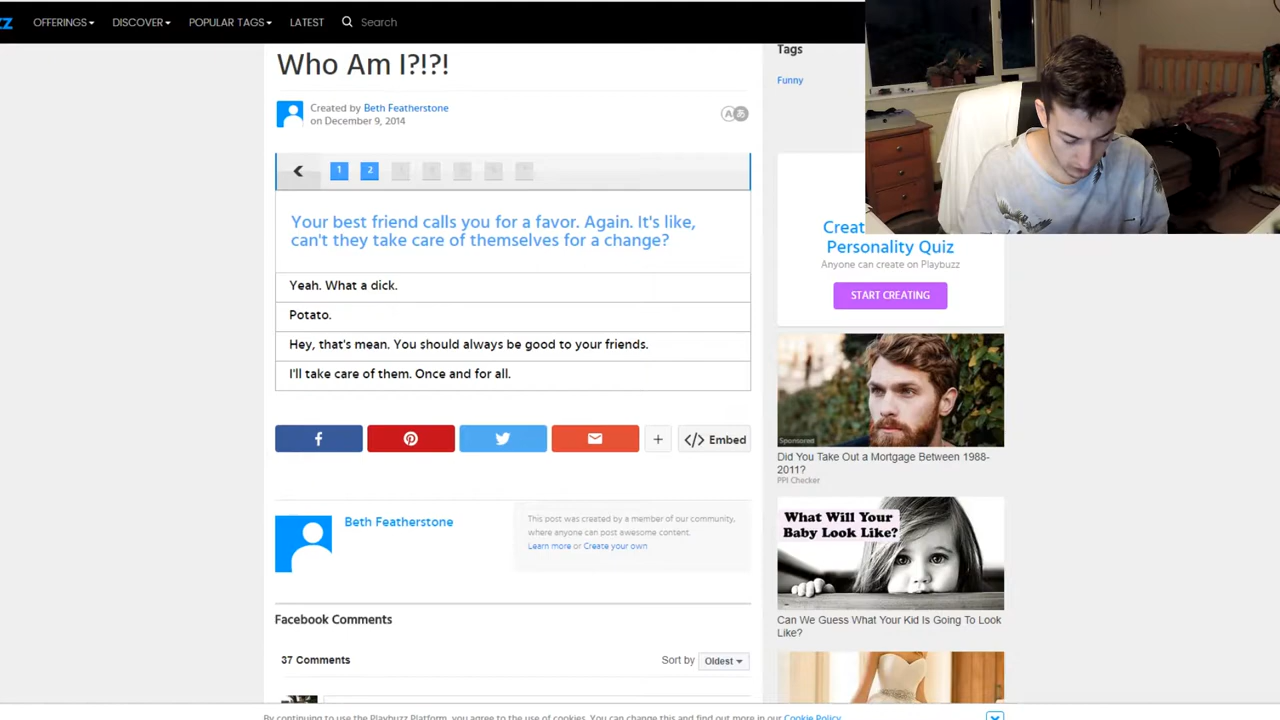 OFFERINGS DISCOVER POPULAR TAGS LATEST Search
Who Am I?!?!
Created by Beth Featherstone
on December 9, 2014
1 2
Your best friend calls you for a favor. Again. It's like,
can't they take care of themselves for a change?
Yeah. What a dick.
Potato.
Hey, that's mean. You should always be good to your friends.
I'll take care of them. Once and for all.
+ </> Embed
Beth Featherstone
This post was created by a member of our community,
where anyone can post awesome content.
Learn more or Create your own
Facebook Comments
37 Comments
Sort by Oldest
Tags
Funny
Personality Quiz
Anyone can create on Playbuzz
START CREATING
Sponsored
Did You Take Out a Mortgage Between 1988-
2011?
PPI Checker
What Will Your
Baby Look Like?
Can We Guess What Your Kid Is Going To Look
Like?
By continuing to use the Playbuzz Platform, you agree to the use of cookies. You can change this and find out more in our Cookie Policy